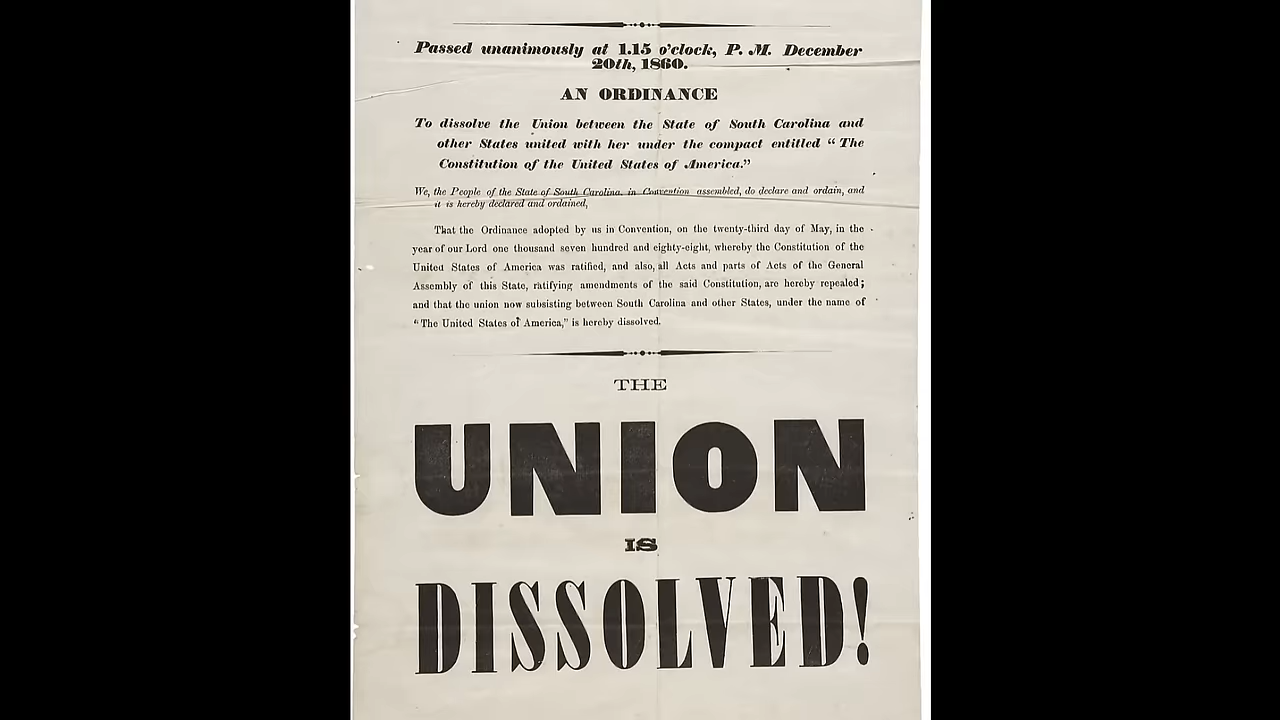 Passed unanimously at 1.15 o'clock, P. M. December
20th, 1860.
AN ORDINANCE
To dissolve the Union between the State of South Carolina and
other States united with her under the compact entitled “The
Constitution of the United States of America.”
We, the People of the State of South Carolina, in Convention assembled, do declare and ordain, and
it is hereby declared and ordained,
That the Ordinance adopted by us in Convention, on the twenty-third day of May, in the
year of our Lord one thousand seven hundred and eighty-eight, whereby the Constitution of the
United States of America was ratified, and also, all Acts and parts of Acts of the General
Assembly of this State, ratifying amendments of the said Constitution, are hereby repealed;
and that the union now subsisting between South Carolina and other States, under the name of
“The United States of America,” is hereby dissolved.
THE
UNION
IS
DISSOLVED!